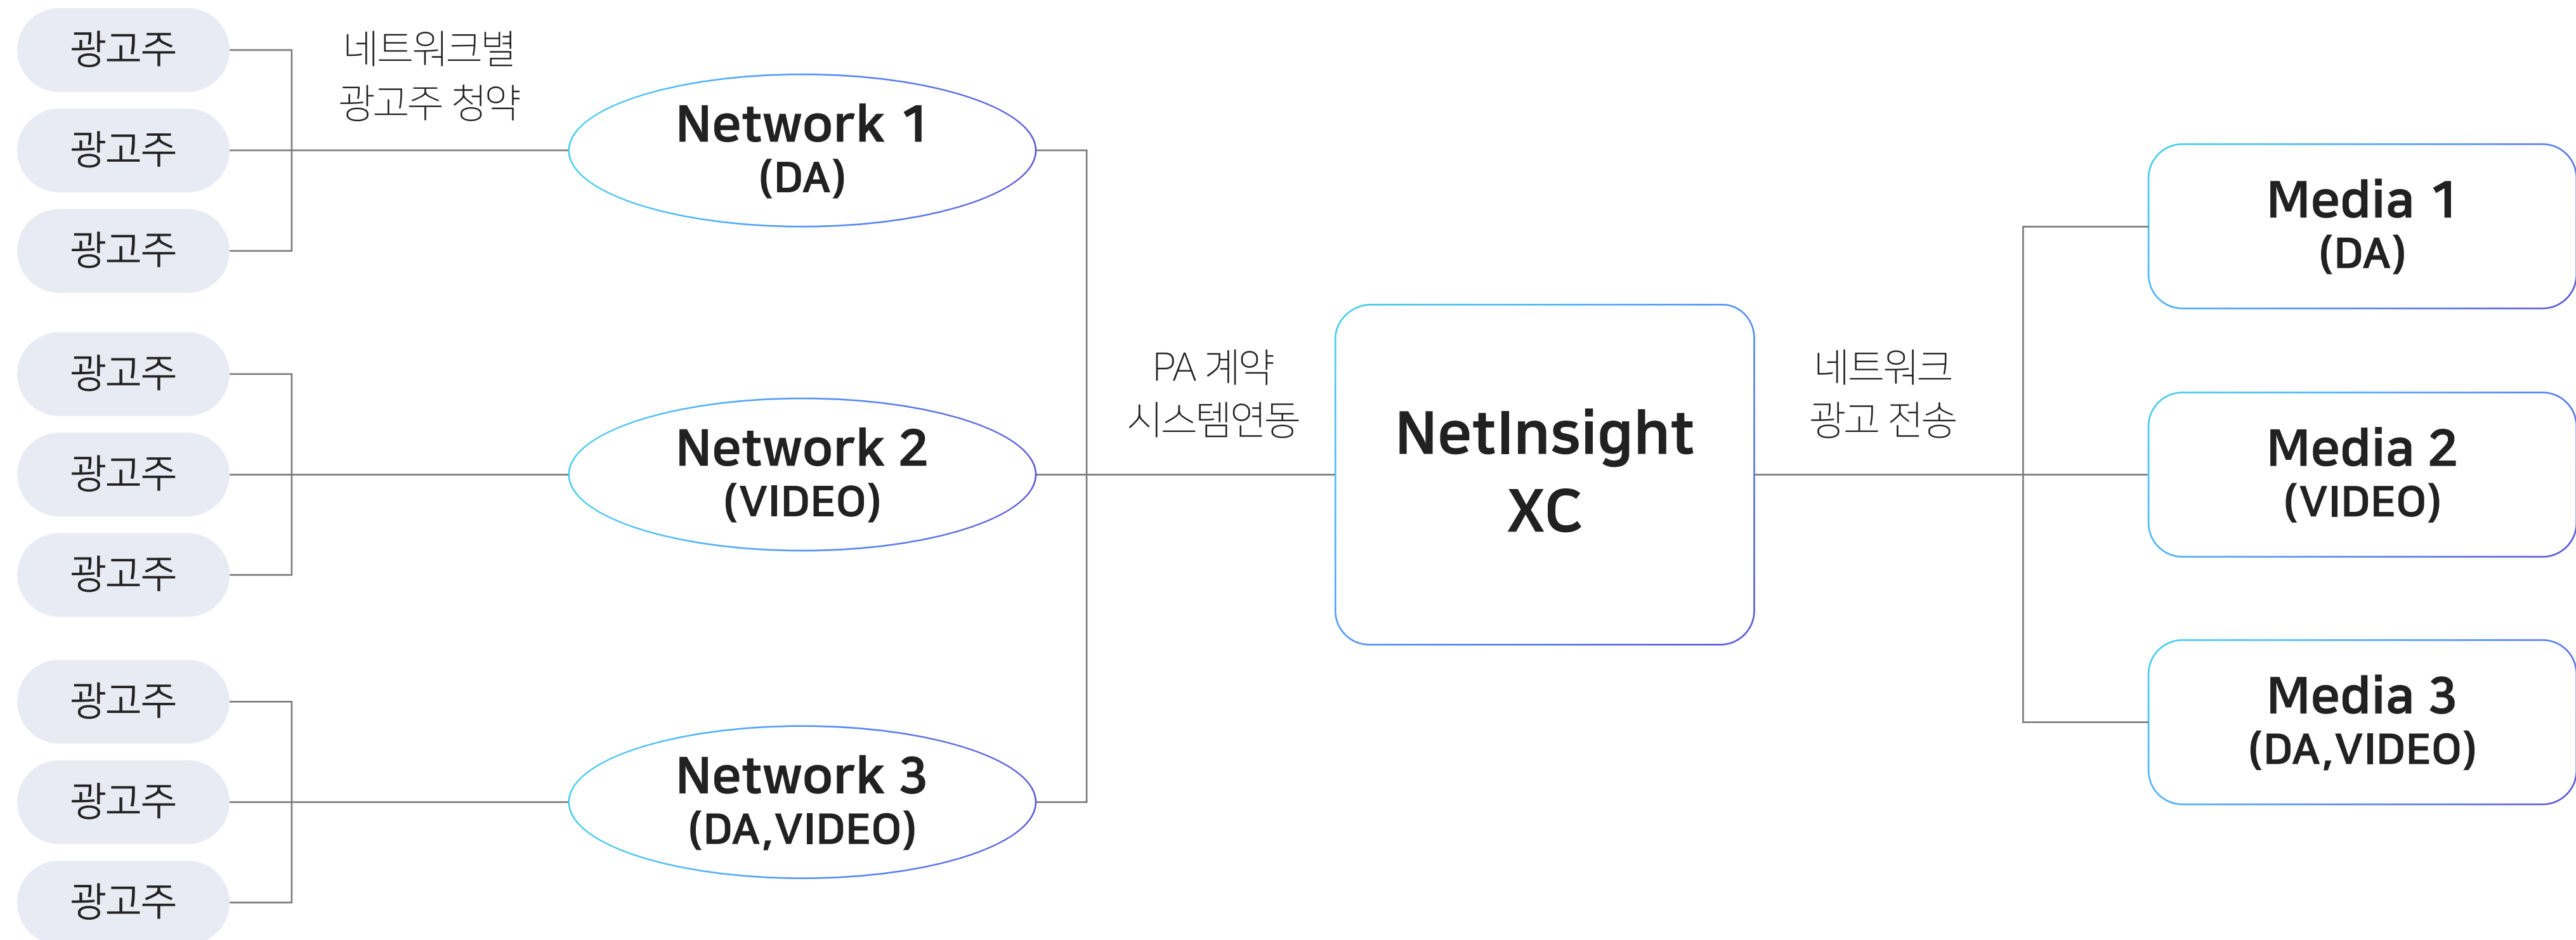 광고주
광고주
광고주
네트워크별
광고주 청약
Network 1
(DA)
광고주
광고주
광고주
Network 2
(VIDEO)
광고주
광고주
광고주
Network 3
(DA,VIDEO)
PA 계약
시스템연동
NetInsight
XC
네트워크
광고 전송
Media 1
(DA)
Media 2
(VIDEO)
Media 3
(DA,VIDEO)